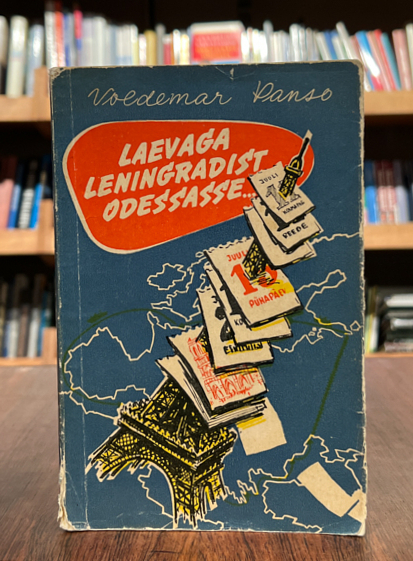 Voldemar Panso
LAEVAGA
LENINGRADIST
ODESSASSE...
JUULI
REEDE
JUULI
PÜHAPÄEV